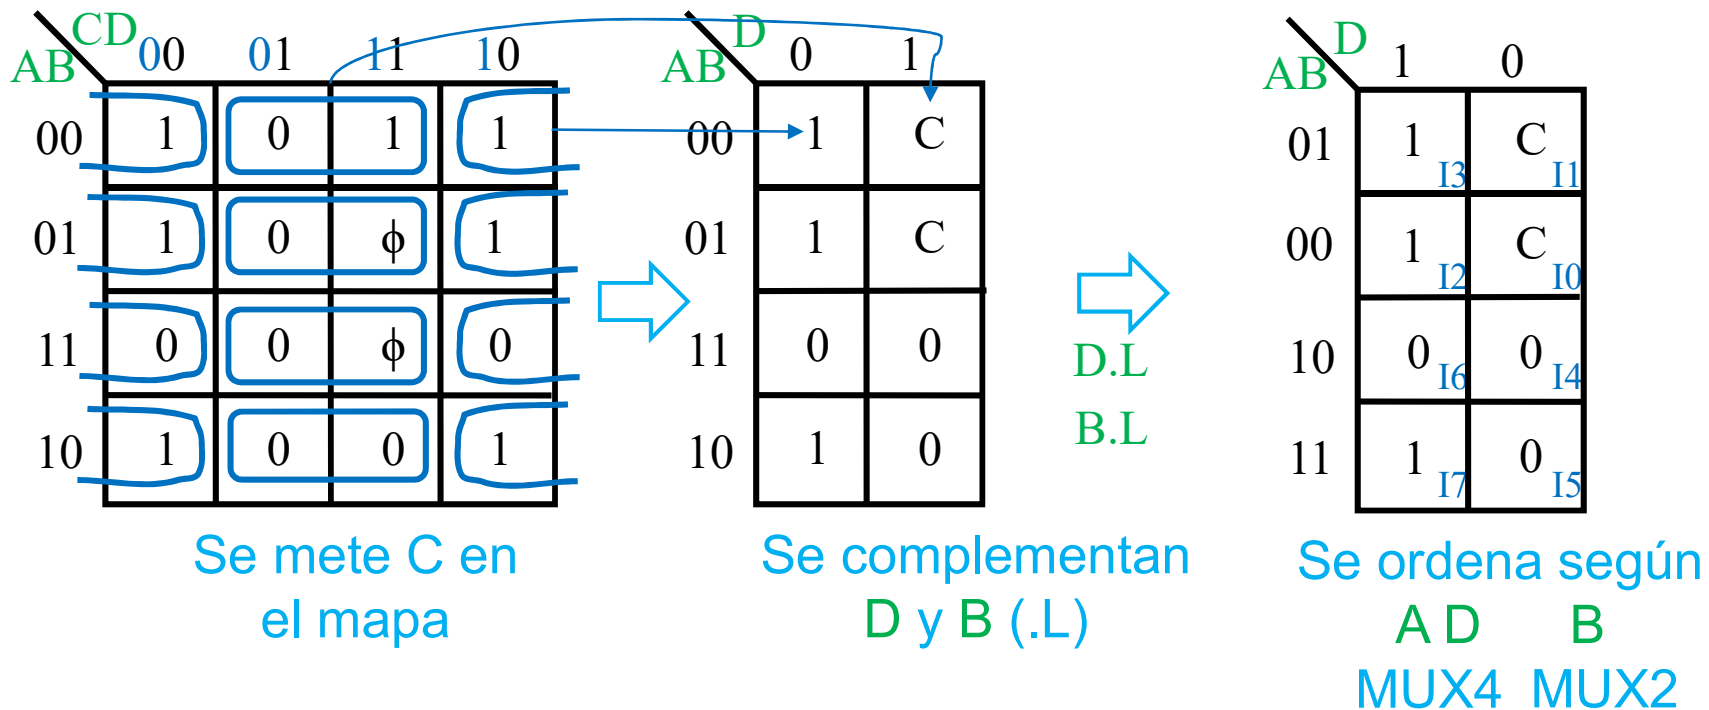 CD
AB 00 01 11 10
00 1 0 1 1
01 1 0 ϕ 1
11 0 0 ϕ 0
10 1 0 0 1
Se mete C en
el mapa
D
AB 0 1
00 1 C
01 1 C
11 0 0
10 1 0
Se complementan
D y B (.L)
D.L
B.L
D
AB 1 0
01 1 I3 C I1
00 1 I2 C I0
10 0 I6 0 I4
11 1 I7 0 I5
Se ordena según
A D B
MUX4 MUX2